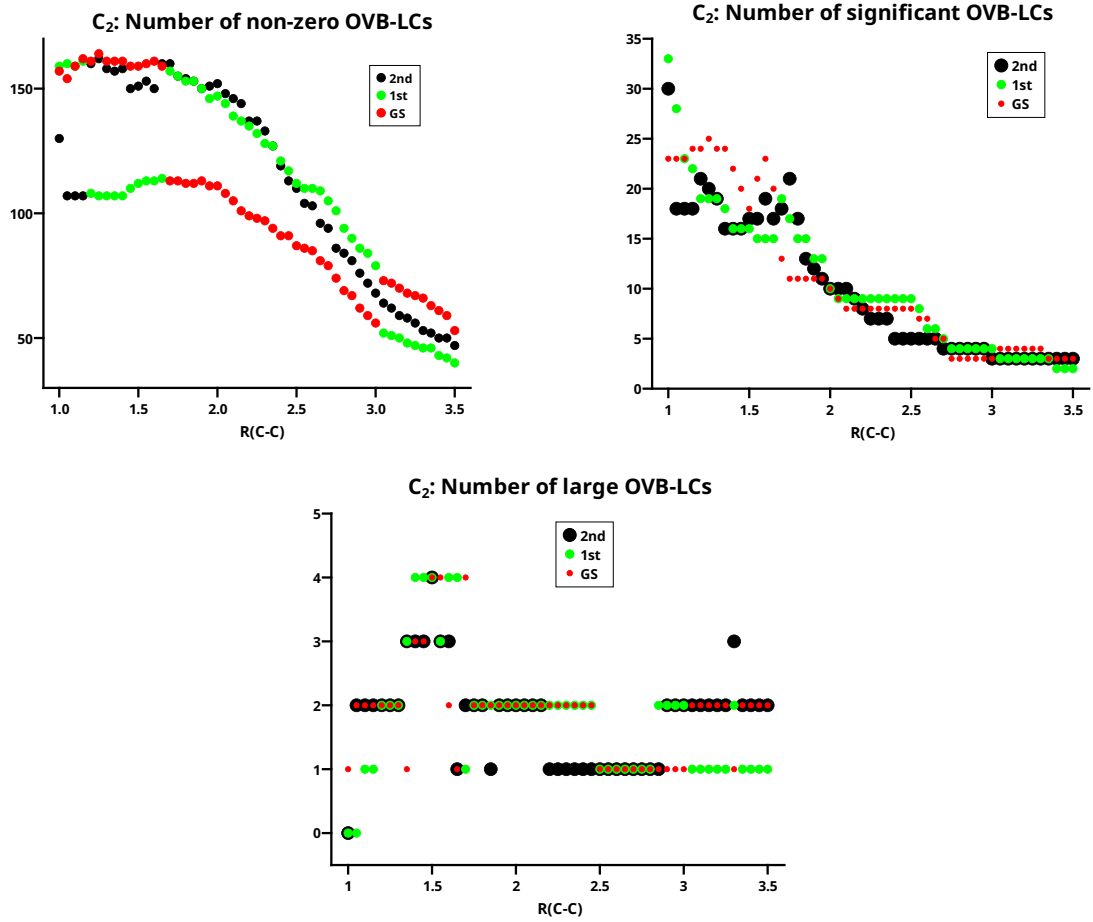 C₂: Number of non-zero OVB-LCs
150
100
50
2nd
1st
GS
1.0 1.5 2.0 2.5 3.0 3.5
R(C-C)
C₂: Number of significant OVB-LCs
35
30
25
20
15
10
5
0
2nd
1st
GS
1 1.5 2 2.5 3 3.5
R(C-C)
C₂: Number of large OVB-LCs
5
4
3
2
1
0
2nd
1st
GS
1 1.5 2 2.5 3 3.5
R(C-C)